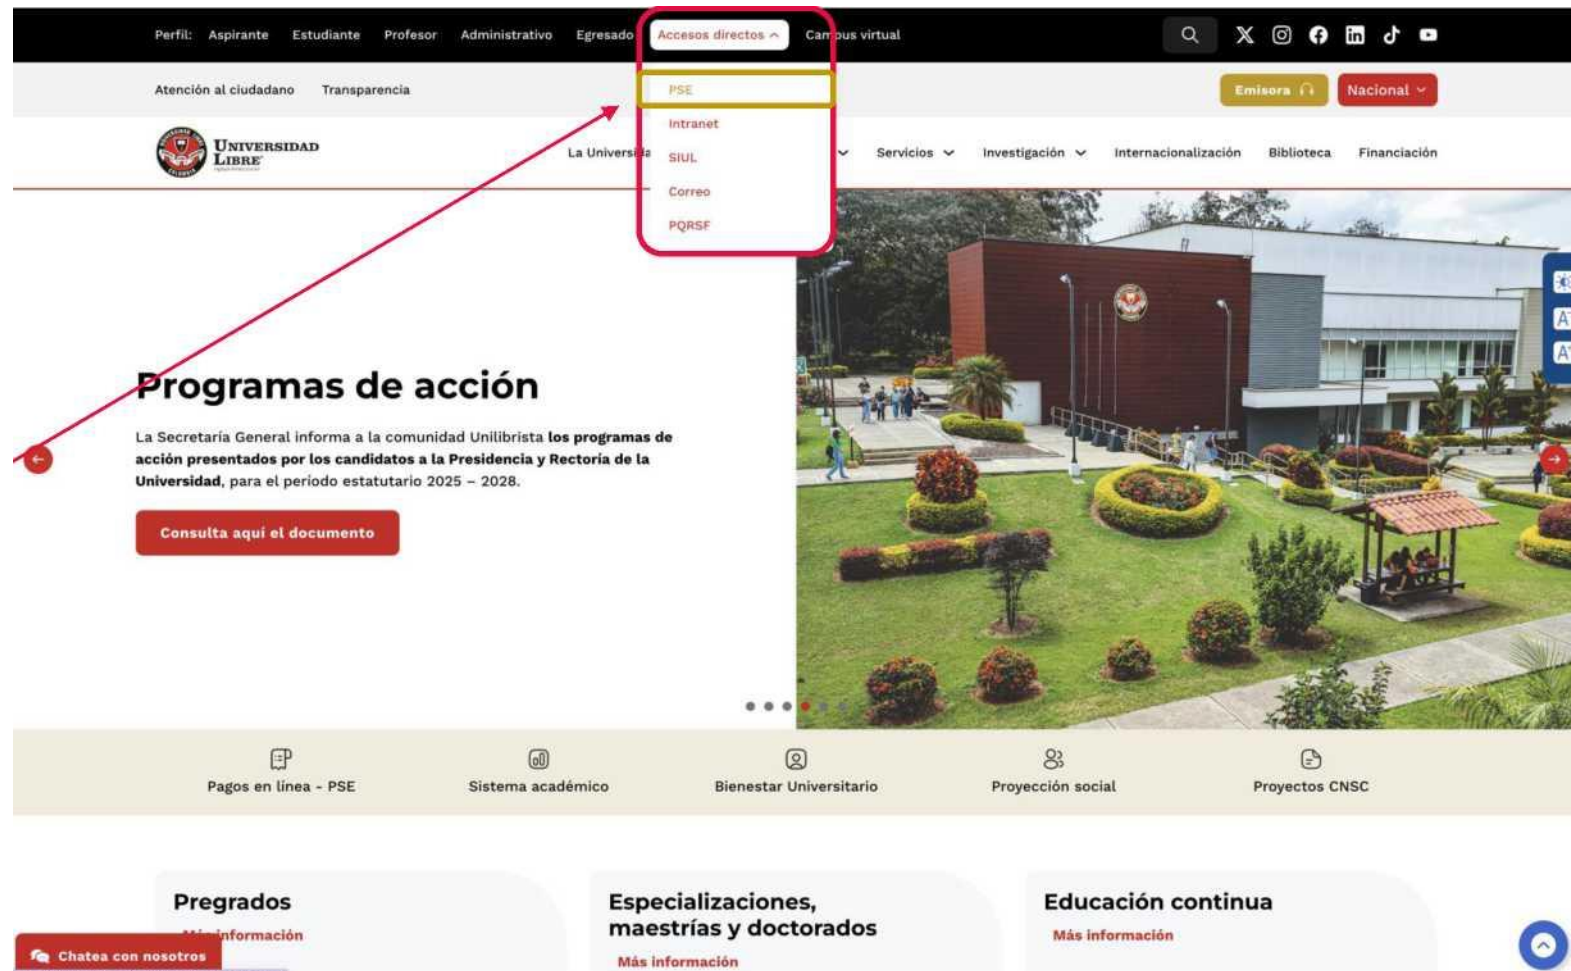 Perfil: Aspirante Estudiante Profesor Administrativo Egresado Accesos directos Campus virtual
Atención al ciudadano Transparencia
PSE
Emisora Nacional
Intranet
SIUL
Correo
PQRSF
UNIVERSIDAD
LIBRE
La Universida Servicios Investigación Internacionalización Biblioteca Financiación
Programas de acción
La Secretaría General informa a la comunidad Unilibrista los programas de
acción presentados por los candidatos a la Presidencia y Rectoría de la
Universidad, para el periodo estatutario 2025 – 2028.
Consulta aquí el documento
Pagos en línea - PSE
Sistema académico
Bienestar Universitario
Proyección social
Proyectos CNSC
Pregrados
Más información
Especializaciones,
maestrías y doctorados
Más información
Educación continua
Más información
Chatea con nosotros